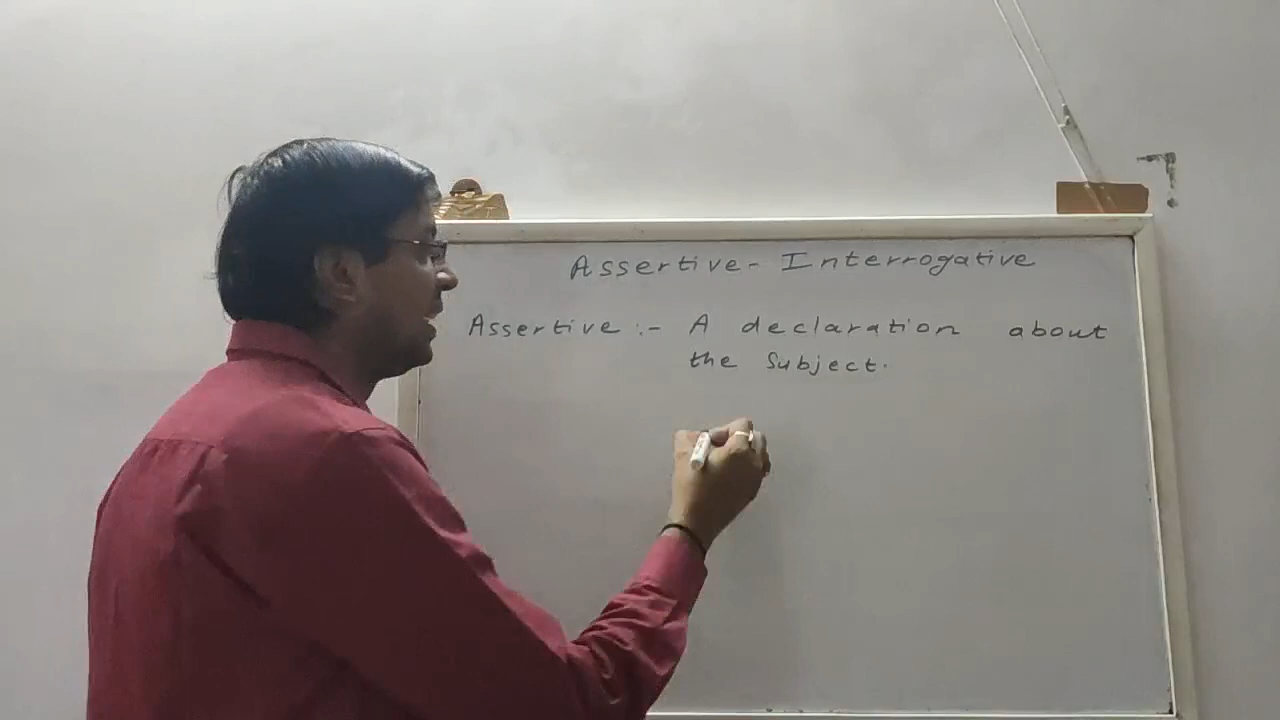 Assertive - Interrogative
Assertive :- A declaration about
the Subject.